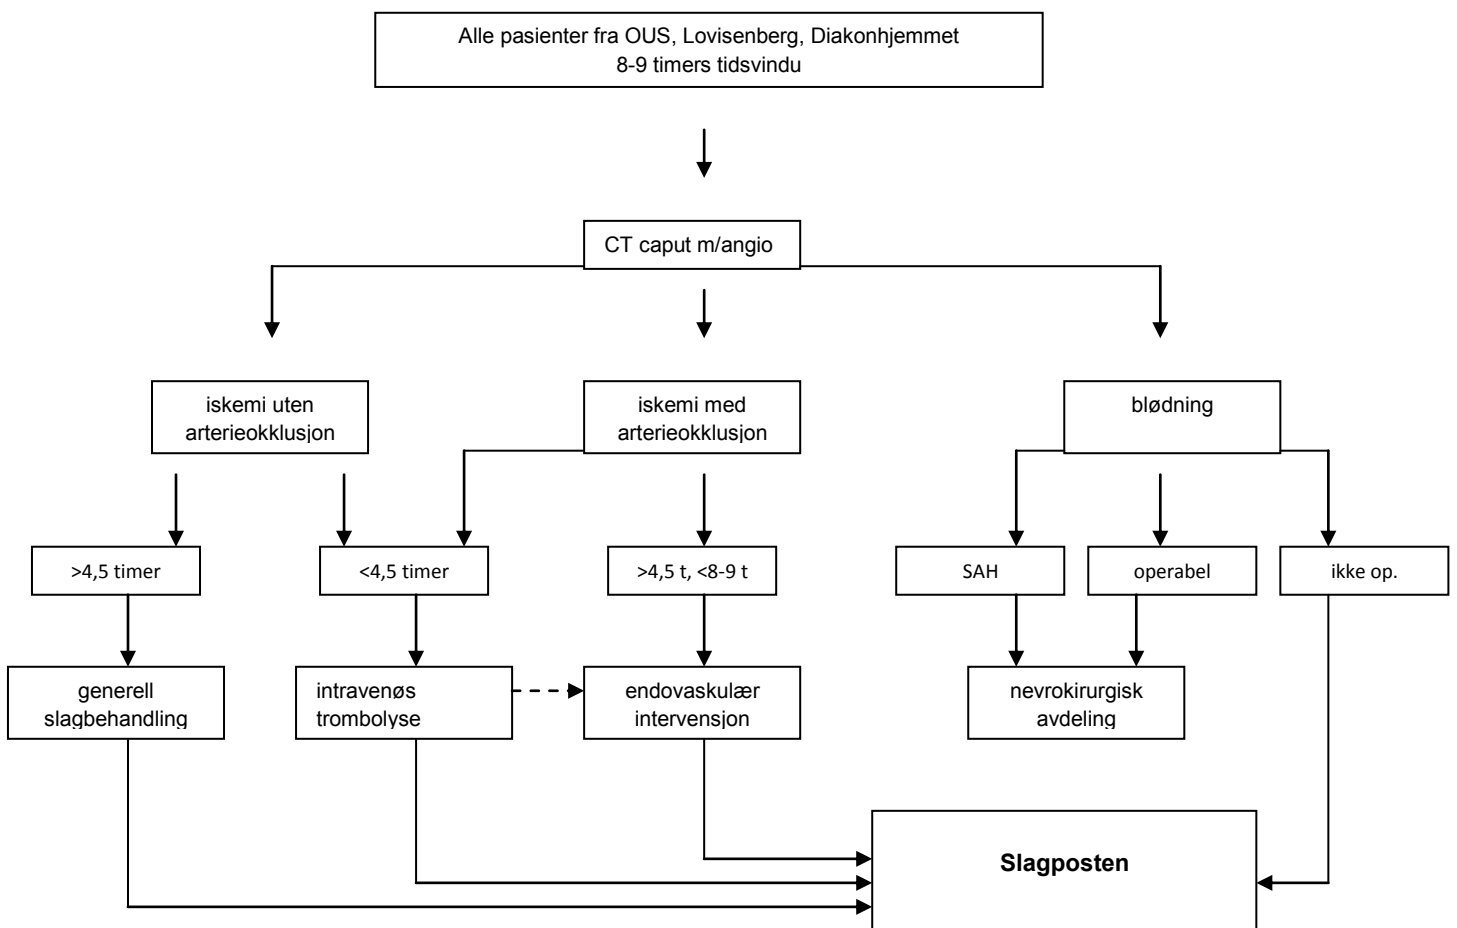 Alle pasienter fra OUS, Lovisenberg, Diakonhjemmet
8-9 timers tidsvindu
CT caput m/angio
iskemi uten
arterieokklusjon
iskemi med
arterieokklusjon
blødning
>4,5 timer
<4,5 timer
>4,5 t, <8-9 t
SAH
operabel
ikke op.
generell
slagbehandling
intravenøs
trombolyse
endovaskulær
intervensjon
nevrokirurgisk
avdeling
Slagposten